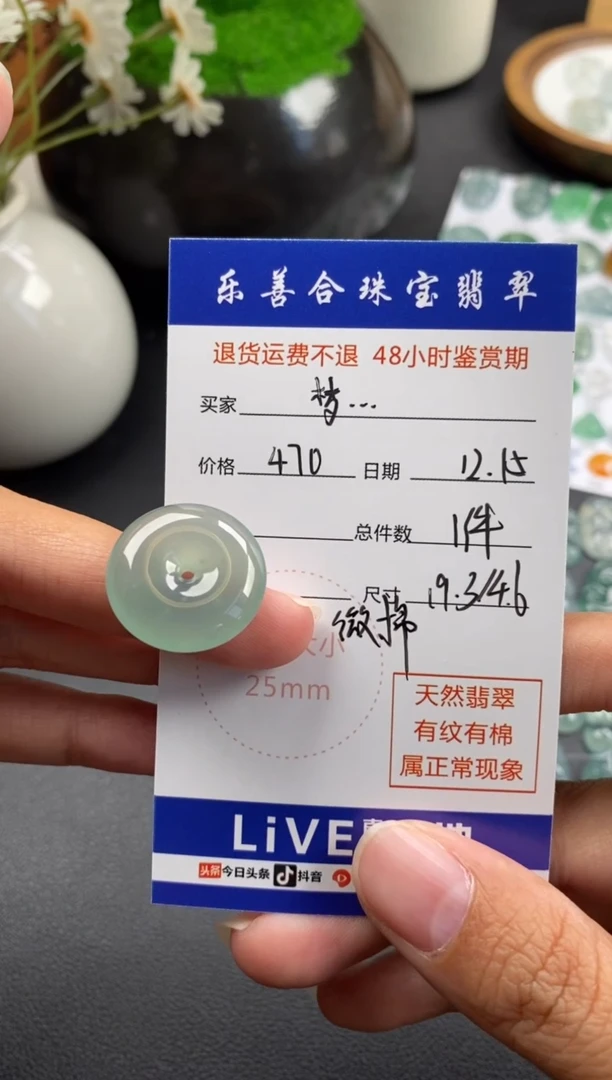 乐善合珠宝翡翠
退货运费不退 48小时鉴赏期
买家 梦...
价格 470 日期 12.15
总件数 1件
尺寸 19.3/4.6
微棉
大小
25mm
天然翡翠
有纹有棉
属正常现象
LiVE
头条 今日头条 抖音